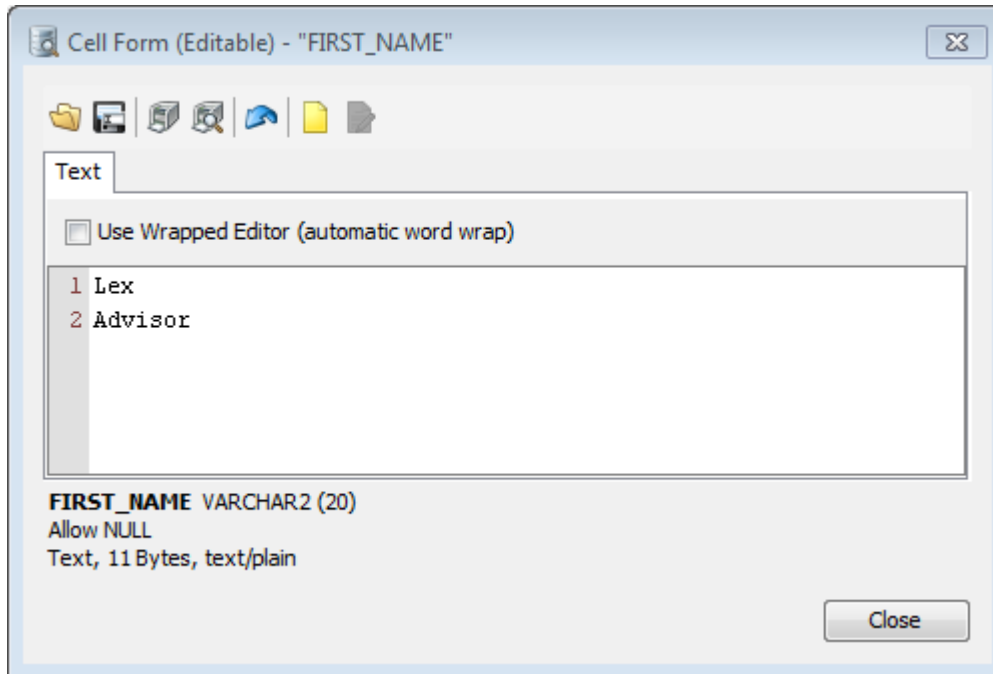 Cell Form (Editable) - "FIRST_NAME"
Text
Use Wrapped Editor (automatic word wrap)
1 Lex
2 Advisor
FIRST_NAME VARCHAR2 (20)
Allow NULL
Text, 11 Bytes, text/plain
Close